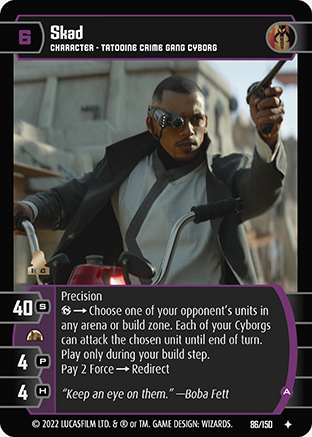 6
Skad
CHARACTER - TATOOINE CRIME GANG CYBORG
B C
40 S
4 P
4 H
Precision
→ Choose one of your opponent's units in
any arena or build zone. Each of your Cyborgs
can attack the chosen unit until end of turn.
Play only during your build step.
Pay 2 Force → Redirect
"Keep an eye on them." –Boba Fett
A
© 2022 LUCASFILM LTD. & ® or TM. GAME DESIGN: WIZARDS.
86/150